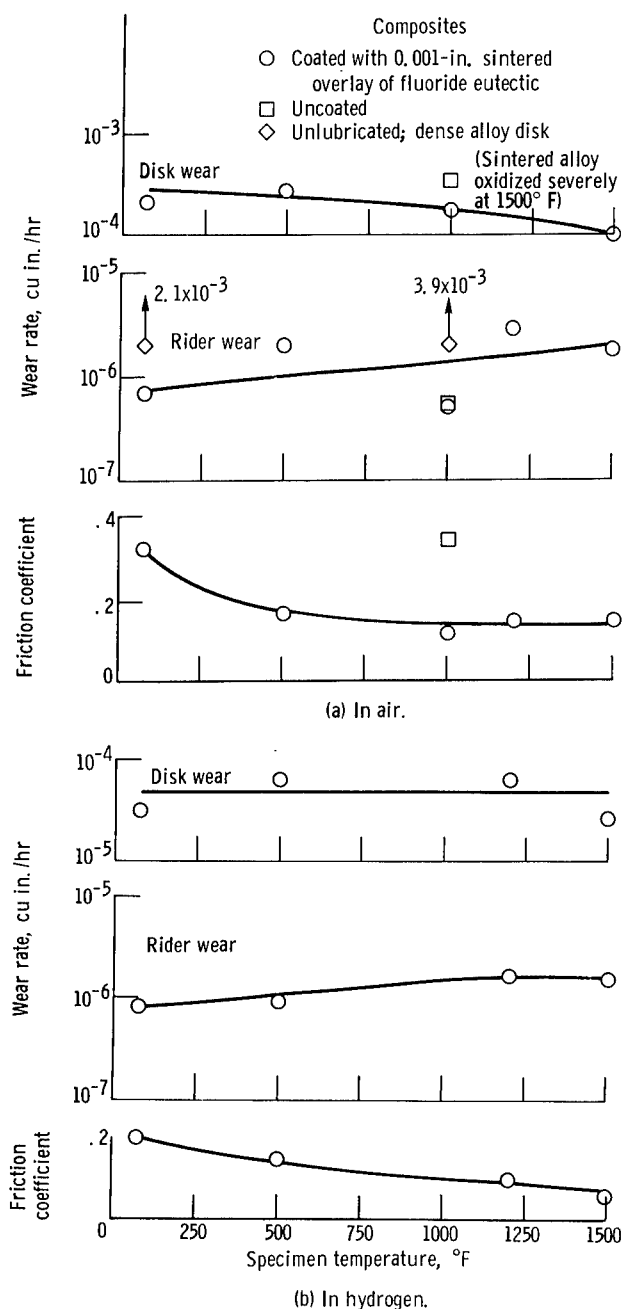 Composites
Coated with 0.001-in. sintered
overlay of fluoride eutectic
Uncoated
Unlubricated; dense alloy disk
(Sintered alloy
oxidized severely
at 1500° F)
10-3
Disk wear
10-4
10-5
2.1x10-3
3.9x10-3
Rider wear
10-6
10-7
Wear rate, cu in./hr
.4
.2
0
Friction coefficient
(a) In air.
10-4
Disk wear
10-5
10-5
Rider wear
10-6
10-7
Wear rate, cu in./hr
.2
Friction
coefficient
0 250 500 750 1000 1250 1500
Specimen temperature, °F
(b) In hydrogen.